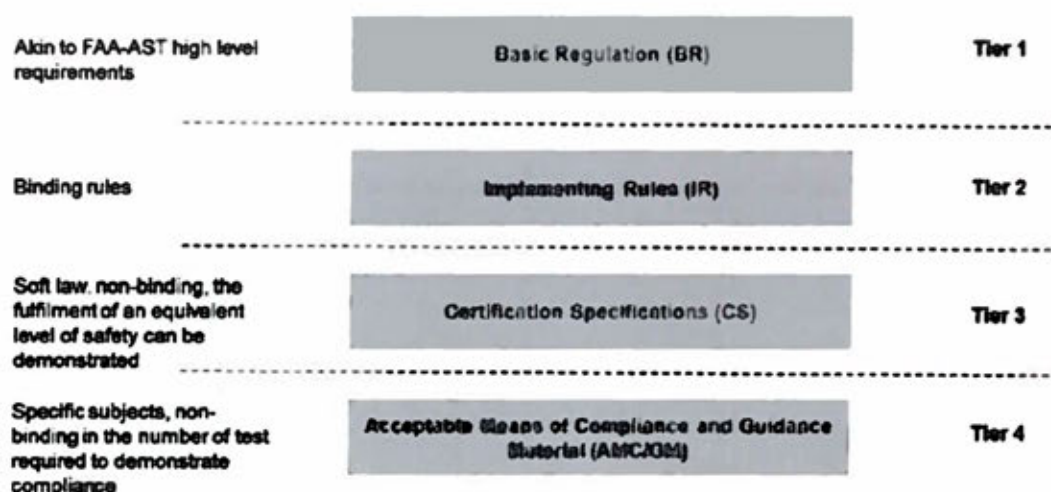 Akin to FAA-AST high level
requirements
Basic Regulation (BR)
Tier 1
Binding rules
Implementing Rules (IR)
Tier 2
Soft law, non-binding, the
fulfilment of an equivalent
level of safety can be
demonstrated
Certification Specifications (CS)
Tier 3
Specific subjects, non-
binding in the number of test
required to demonstrate
compliance
Acceptable Means of Compliance and Guidance
Material (AMC/GM)
Tier 4